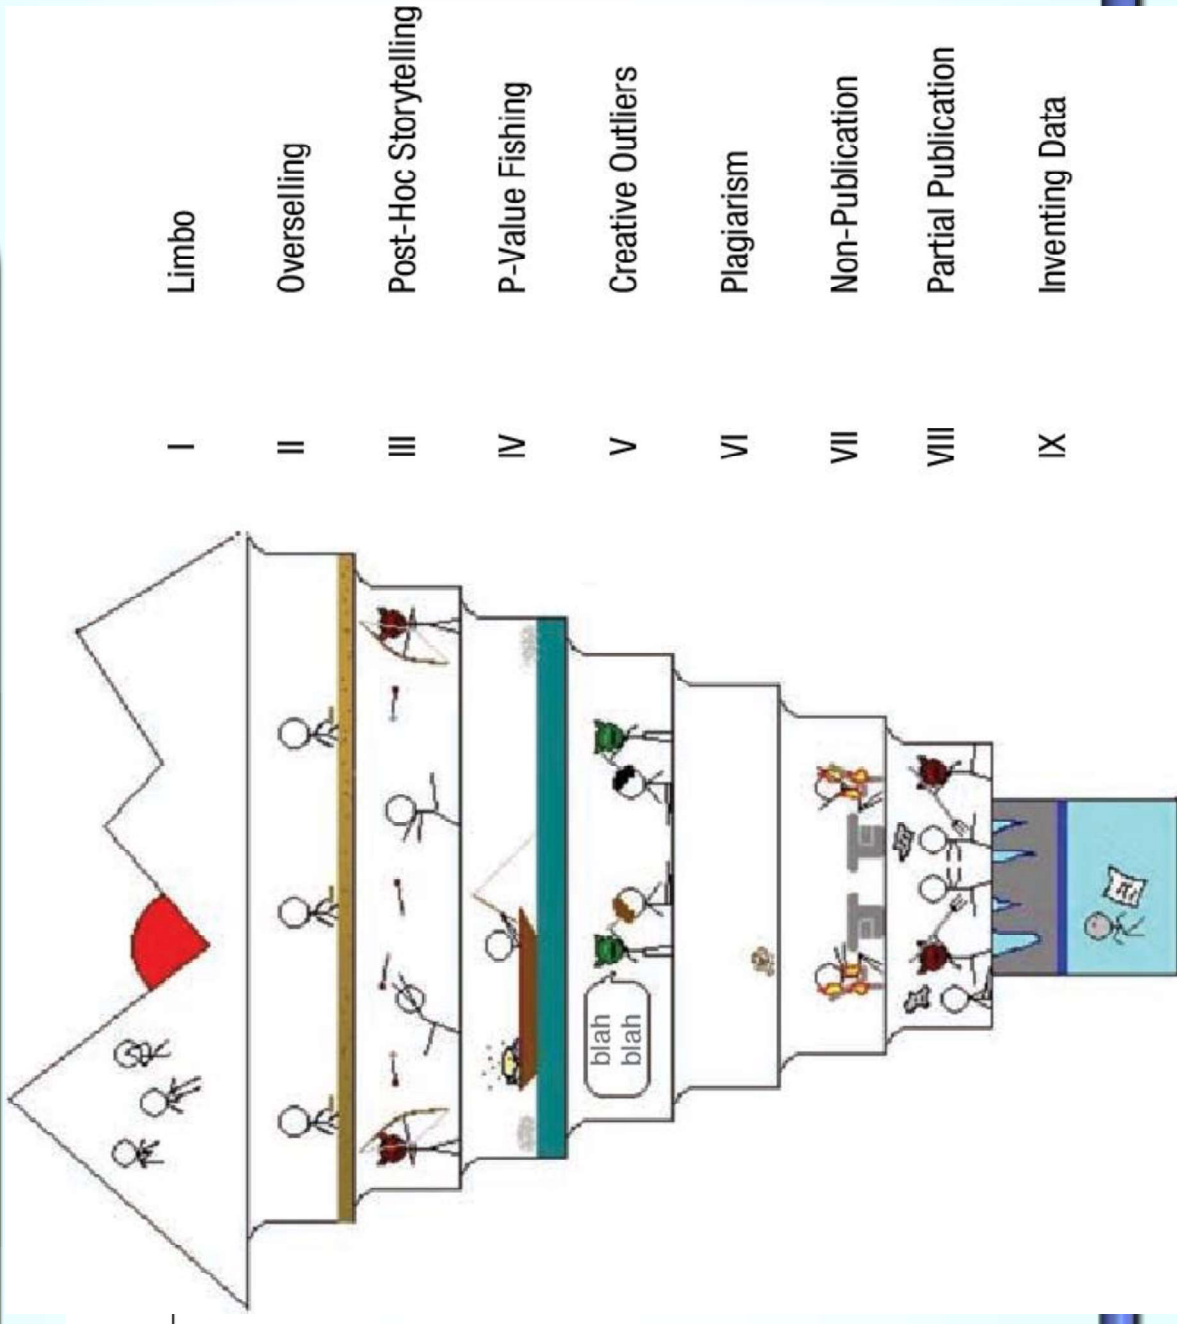 I Limbo
II Overselling
III Post-Hoc Storytelling
IV P-Value Fishing
V Creative Outliers
blah
blah
VI Plagiarism
VII Non-Publication
VIII Partial Publication
IX Inventing Data